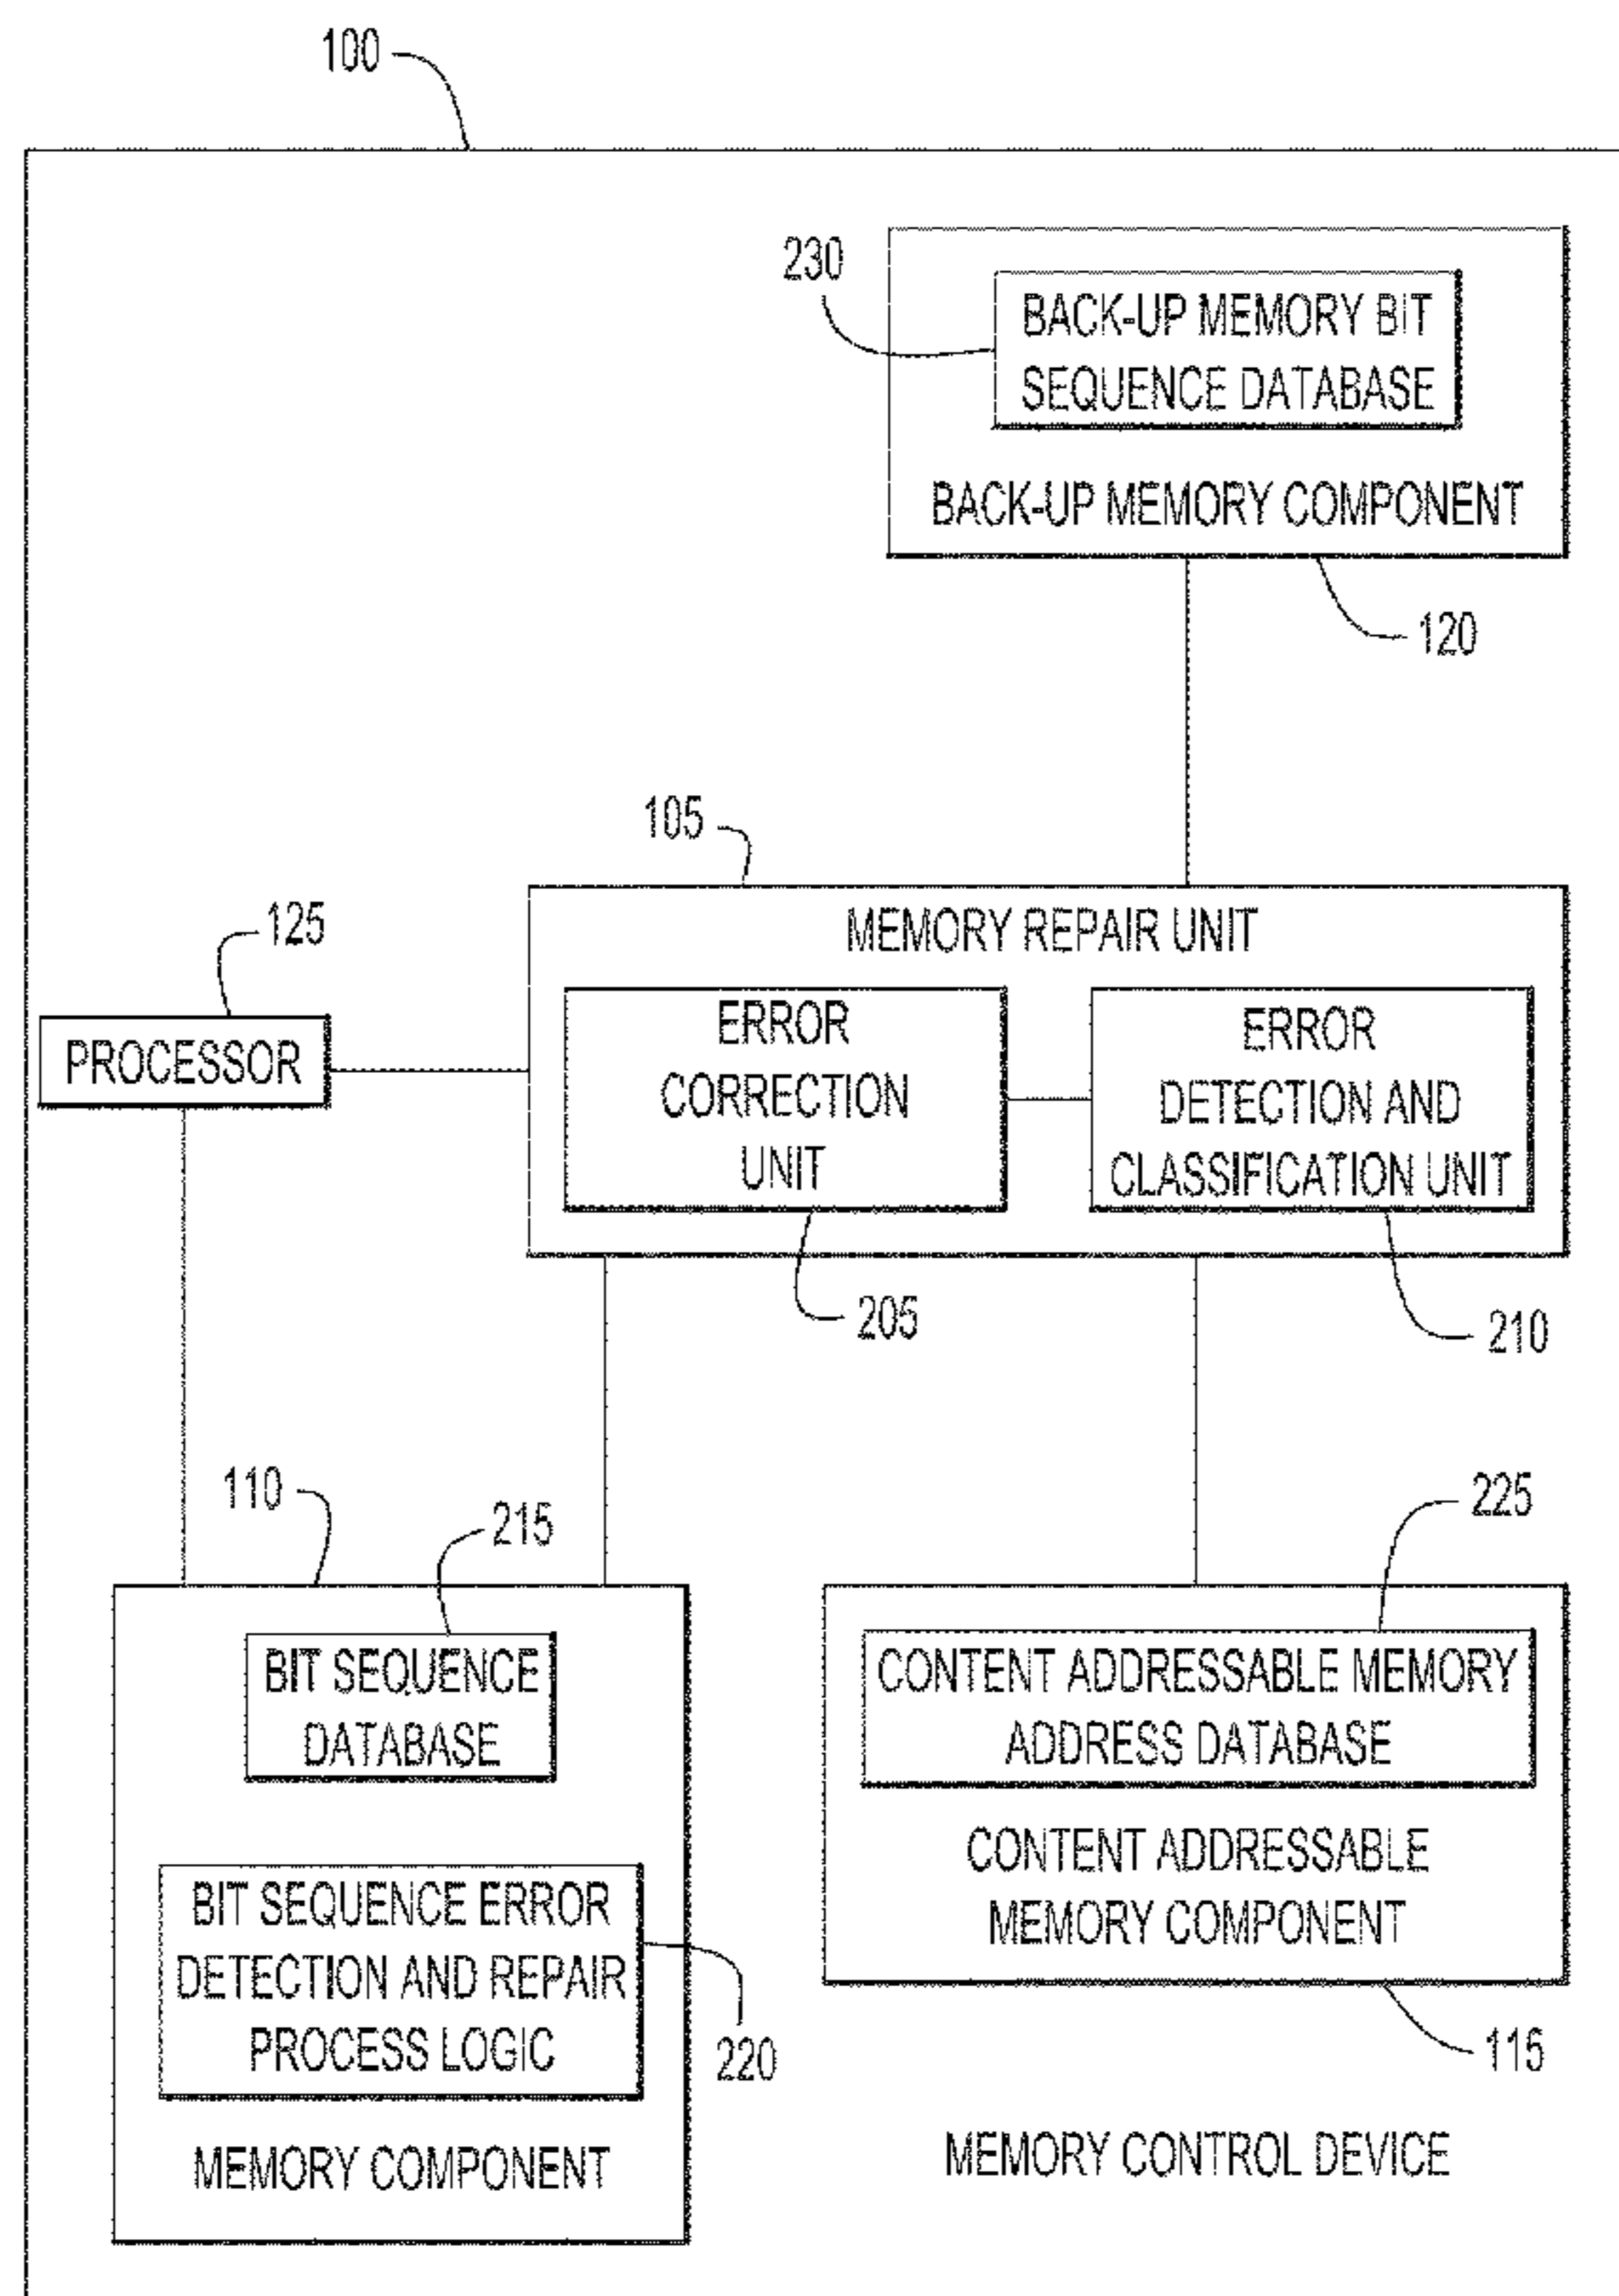 100
230
BACK-UP MEMORY BIT
SEQUENCE DATABASE
BACK-UP MEMORY COMPONENT
120
105
125
MEMORY REPAIR UNIT
PROCESSOR
ERROR
CORRECTION
UNIT
ERROR
DETECTION AND
CLASSIFICATION UNIT
205
210
110
215
225
BIT SEQUENCE
DATABASE
CONTENT ADDRESSABLE MEMORY
ADDRESS DATABASE
CONTENT ADDRESSABLE
MEMORY COMPONENT
BIT SEQUENCE ERROR
DETECTION AND REPAIR
PROCESS LOGIC
220
115
MEMORY COMPONENT
MEMORY CONTROL DEVICE